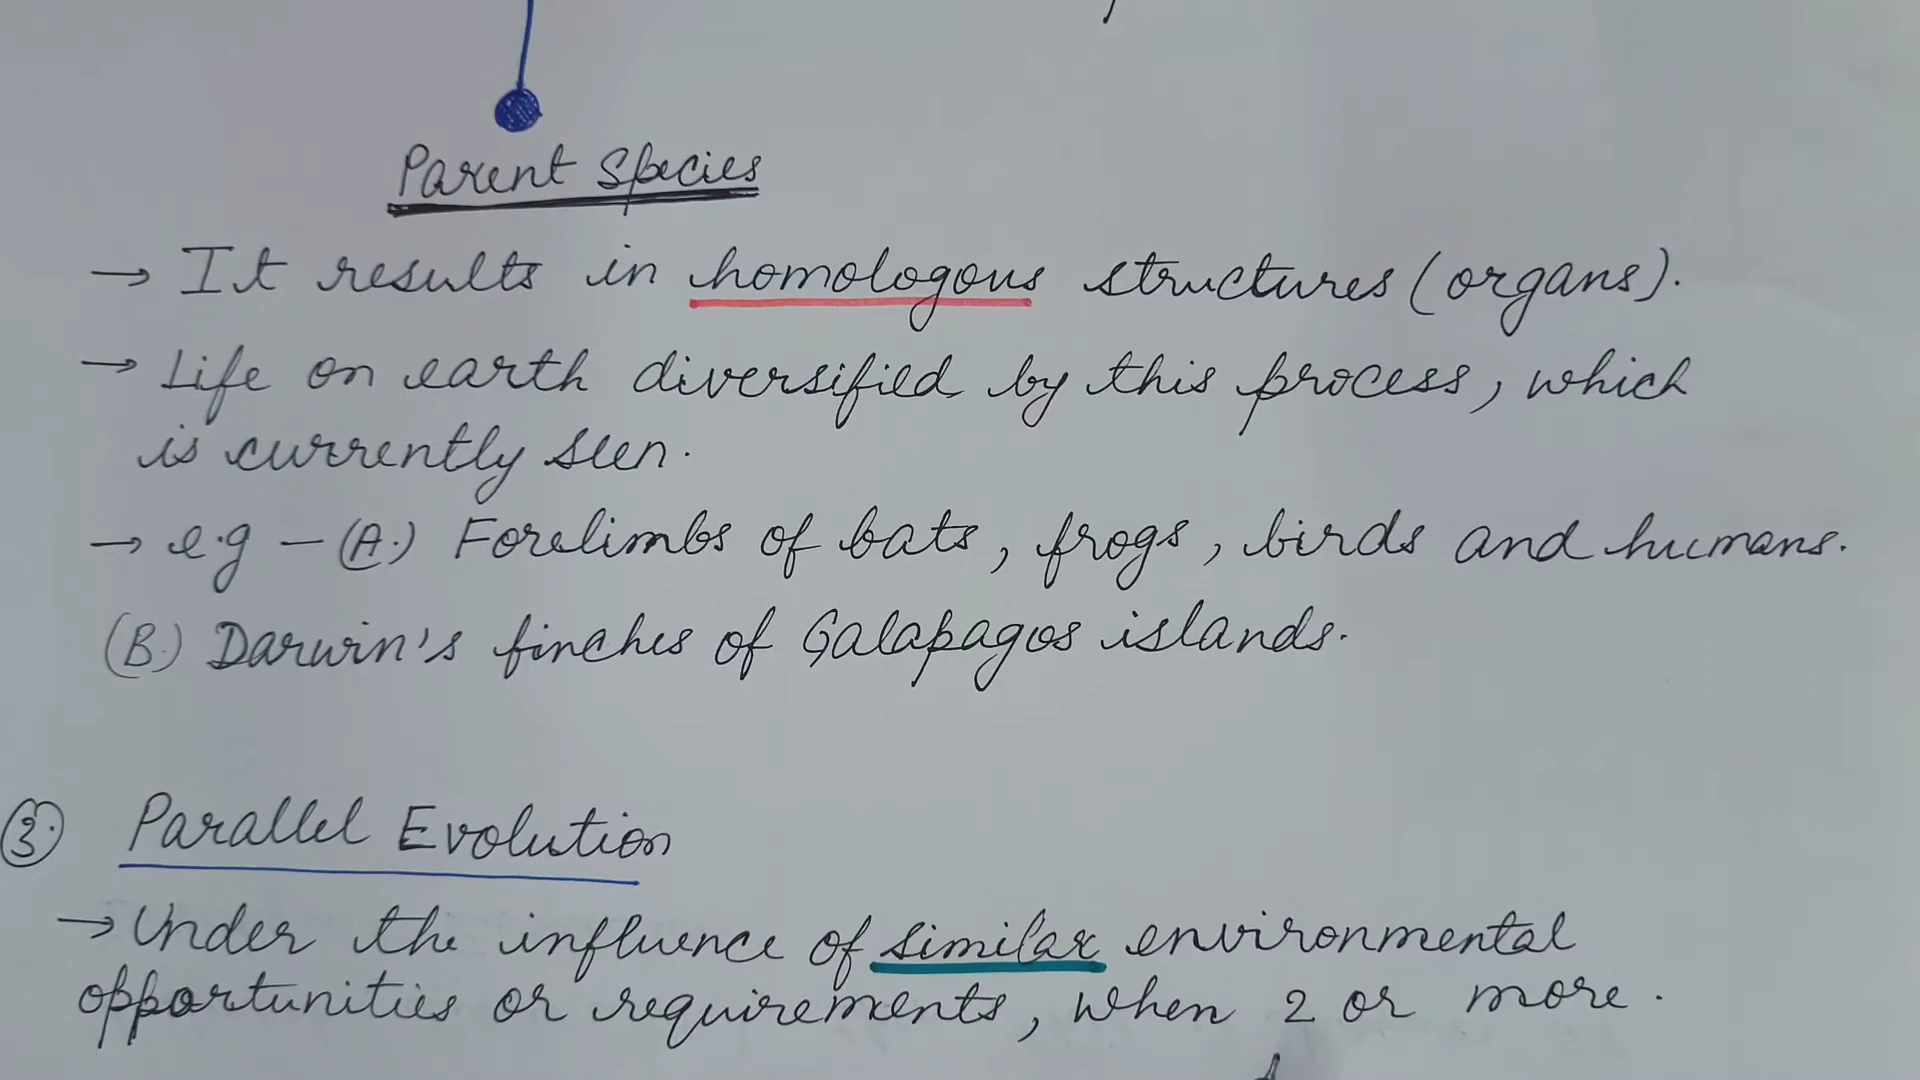 Parent Species
→ It results in homologous structures (organs).
→ Life on earth diversified by this process, which
is currently seen.
→ e.g - (A.) Forelimbs of bats, frogs, birds and humans.
(B.) Darwin's finches of Galapagos islands.
3. Parallel Evolution
→ Under the influence of similar environmental
opportunities or requirements, when 2 or more.